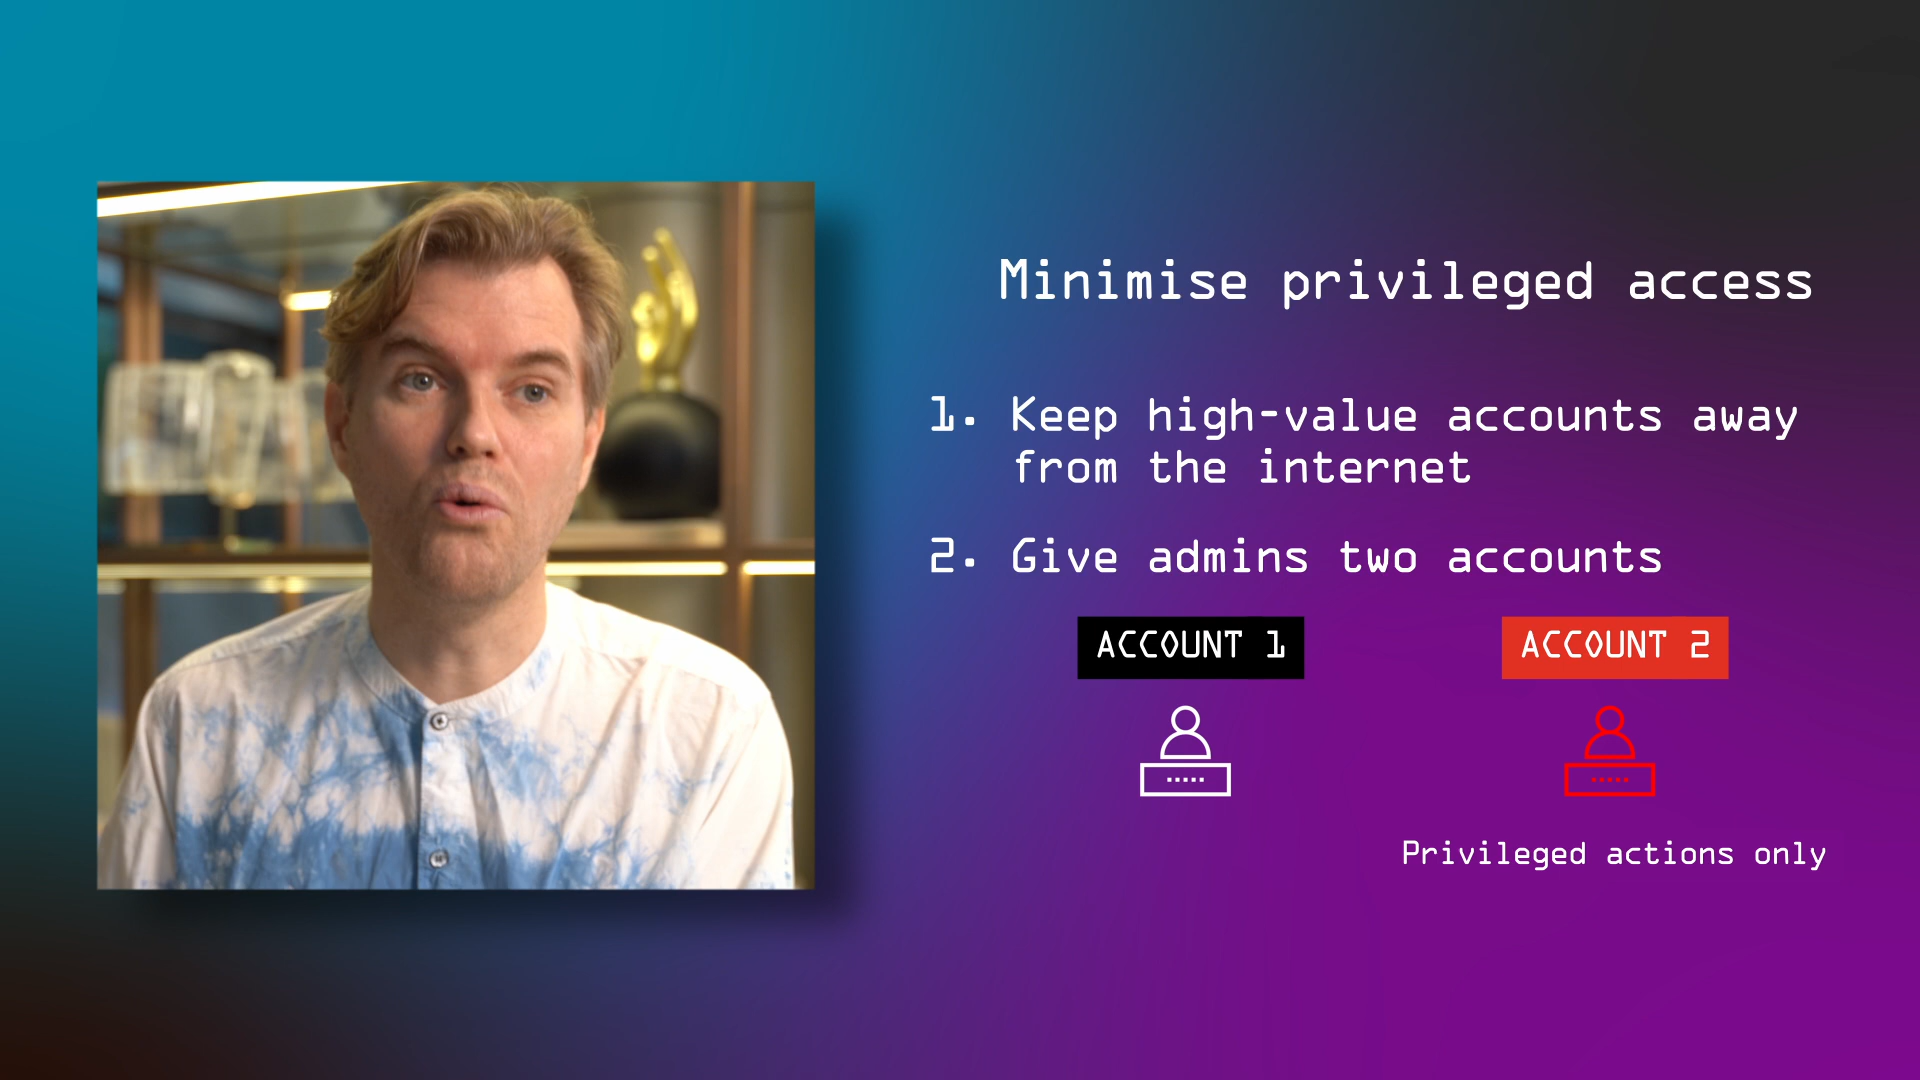 Minimise privileged access
1. Keep high-value accounts away
from the internet
2. Give admins two accounts
ACCOUNT 1
ACCOUNT 2
Privileged actions only